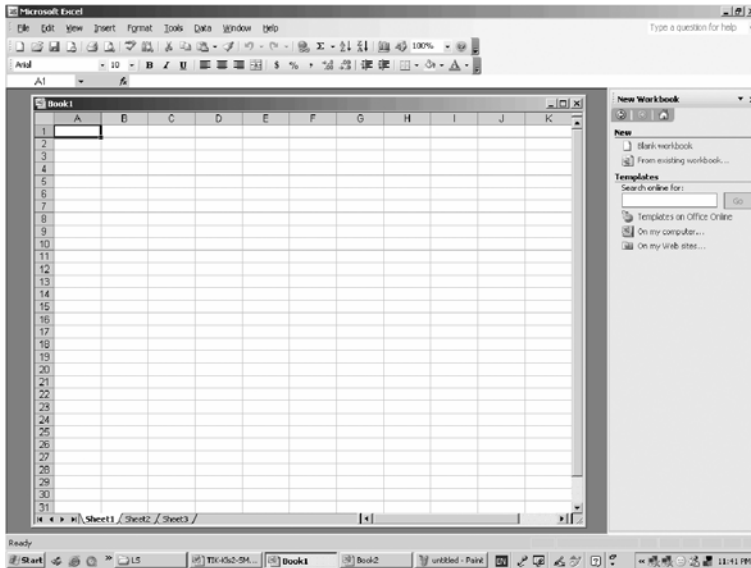 Microsoft Excel
File Edit View Insert Format Tools Data Window Help Type a question for help
100%
Arial 10 B I U $ % ,
A1 fx
Book1
New Workbook
A B C D E F G H I J K
1
2
3
4
5
6
7
8
9
10
11
12
13
14
15
16
17
18
19
20
21
22
23
24
25
26
27
28
29
30
31
New
Blank workbook
From existing workbook...
Templates
Search online for:
Go
Templates on Office Online
On my computer...
On my Web sites...
Sheet1 Sheet2 Sheet3
Ready
Start LS TIK-Kls2-SM... Book1 Book2 untitled - Paint 11:41 PM